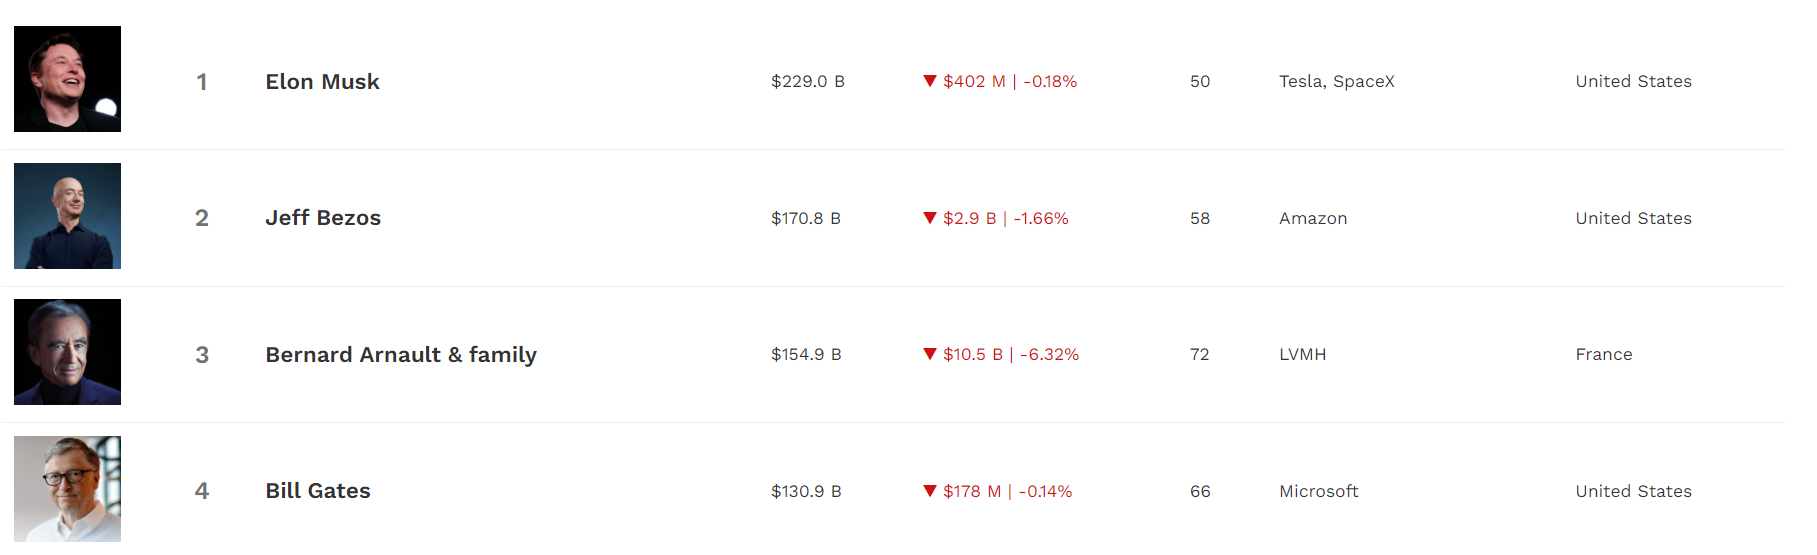 1 Elon Musk $229.0 B ▼ $402 M | -0.18% 50 Tesla, SpaceX United States
2 Jeff Bezos $170.8 B ▼ $2.9 B | -1.66% 58 Amazon United States
3 Bernard Arnault & family $154.9 B ▼ $10.5 B | -6.32% 72 LVMH France
4 Bill Gates $130.9 B ▼ $178 M | -0.14% 66 Microsoft United States